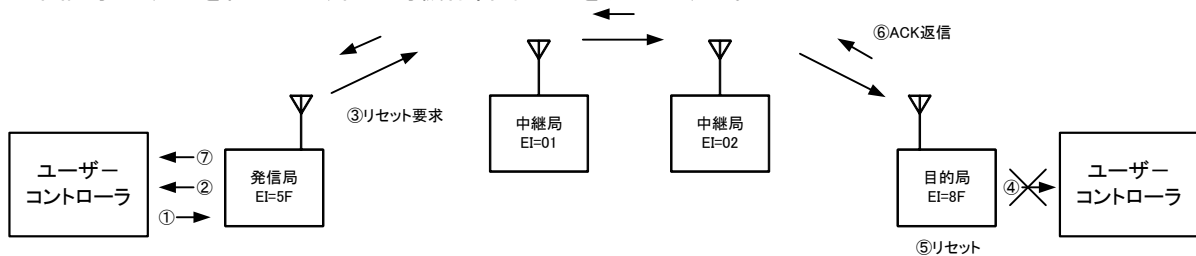 ⑥ACK返信
③リセット要求
中継局
EI=01
中継局
EI=02
ユーザー
コントローラ
⑦
②
①
発信局
EI=5F
目的局
EI=8F
④
ユーザー
コントローラ
⑤リセット